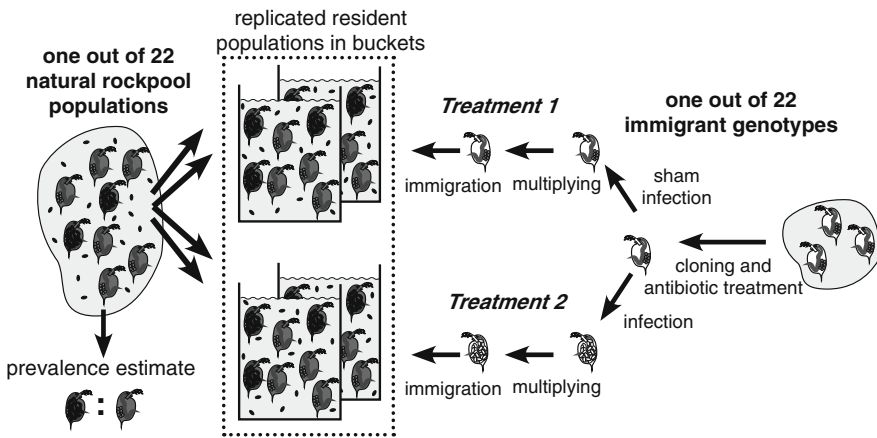 one out of 22
natural rockpool
populations
replicated resident
populations in buckets
Treatment 1
immigration
multiplying
one out of 22
immigrant genotypes
sham
infection
cloning and
antibiotic treatment
infection
Treatment 2
immigration
multiplying
prevalence estimate
: